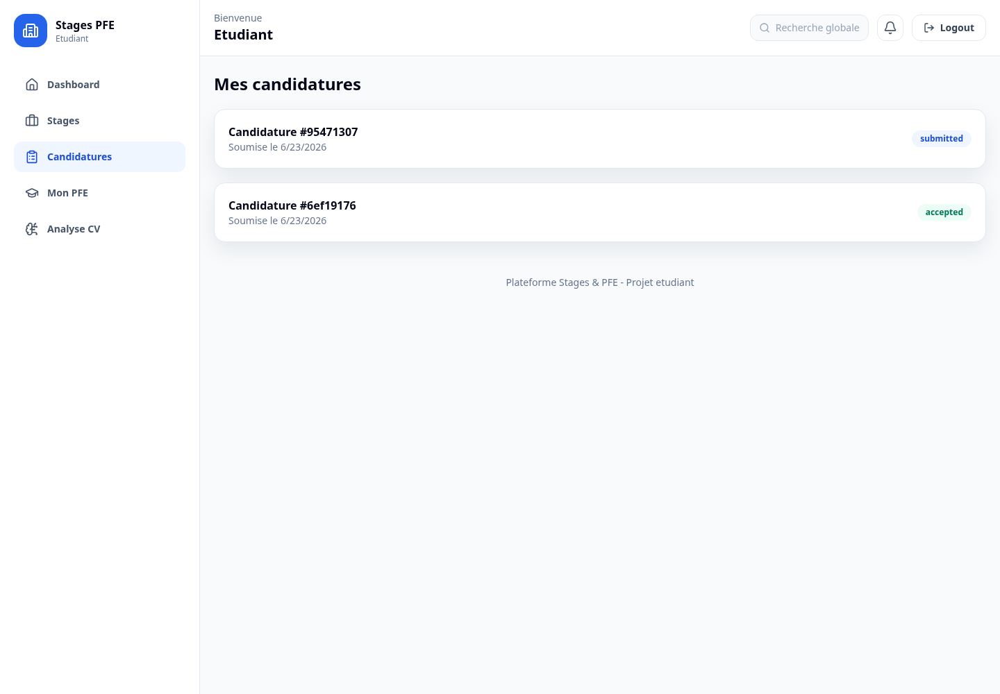 Stages PFE
Etudiant
Dashboard
Stages
Candidatures
Mon PFE
Analyse CV
Bienvenue
Etudiant
Recherche globale
Logout
Mes candidatures
Candidature #95471307
Soumise le 6/23/2026
submitted
Candidature #6ef19176
Soumise le 6/23/2026
accepted
Plateforme Stages & PFE - Projet etudiant